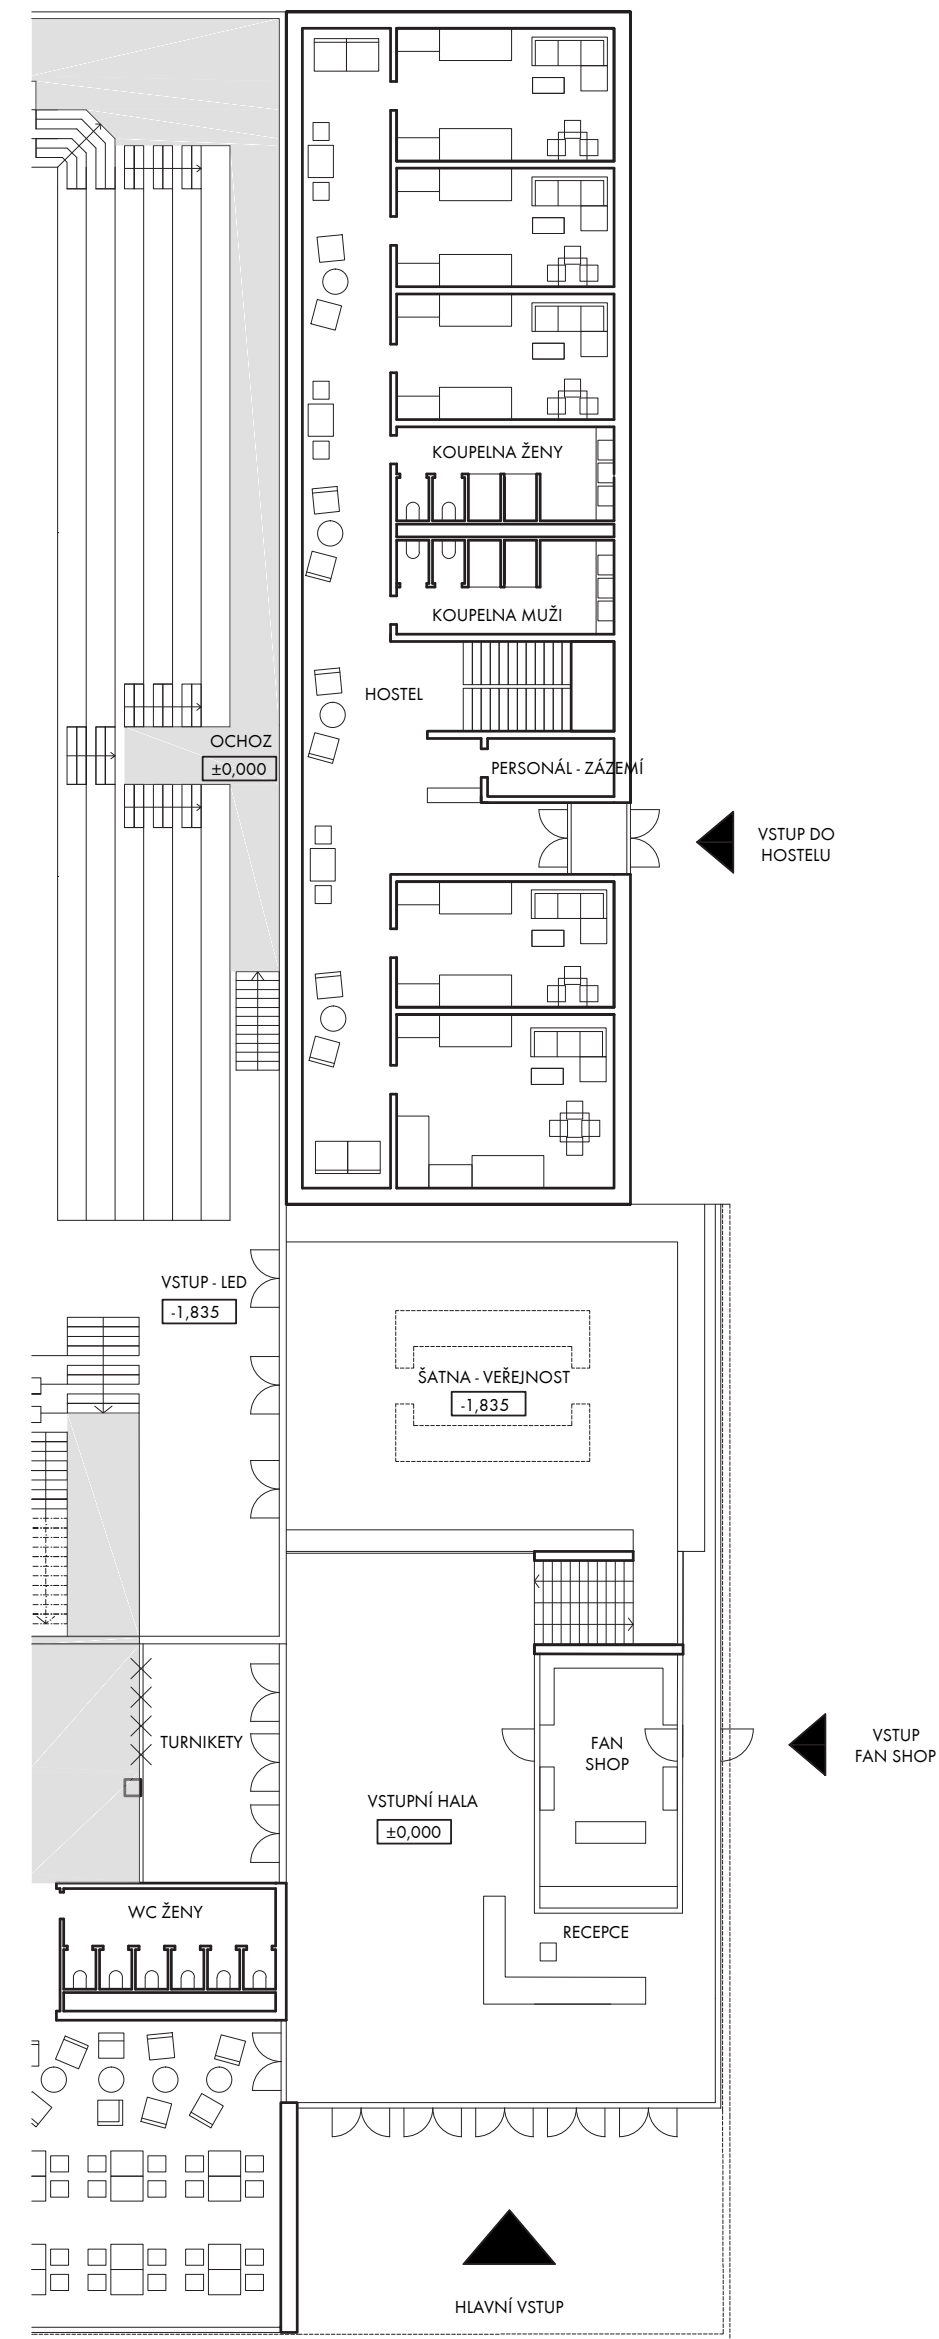 KOUPELNA ŽENY
KOUPELNA MUŽI
HOSTEL
OCHOZ
±0,000
PERSONÁL - ZÁZEMÍ
VSTUP DO
HOSTELU
VSTUP - LED
-1,835
ŠATNA - VEŘEJNOST
-1,835
TURNIKETY
FAN
SHOP
VSTUP
FAN SHOP
VSTUPNÍ HALA
±0,000
WC ŽENY
RECEPCE
HLAVNÍ VSTUP